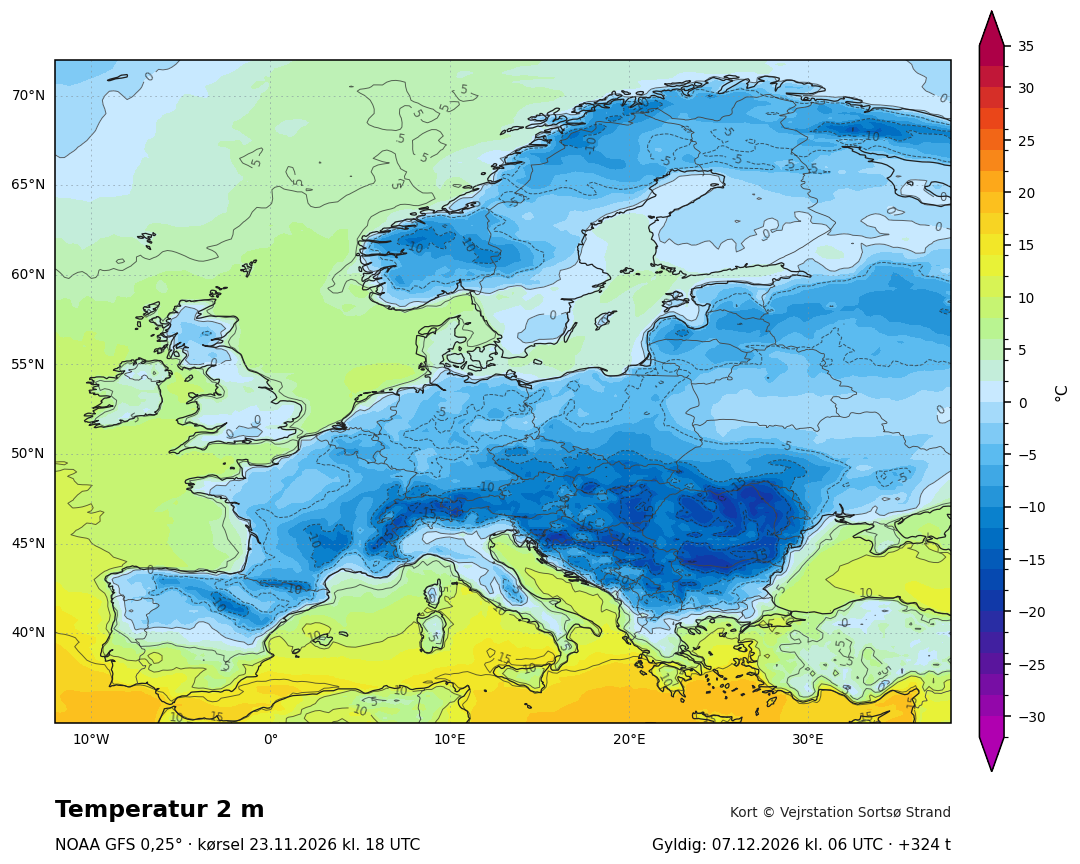 70°N
65°N
60°N
55°N
50°N
45°N
40°N
10°W 0° 10°E 20°E 30°E
35
30
25
20
15
10
5
0
−5
−10
−15
−20
−25
−30
°C
Temperatur 2 m
Kort © Vejrstation Sortsø Strand
NOAA GFS 0,25° · kørsel 23.11.2026 kl. 18 UTC
Gyldig: 07.12.2026 kl. 06 UTC · +324 t